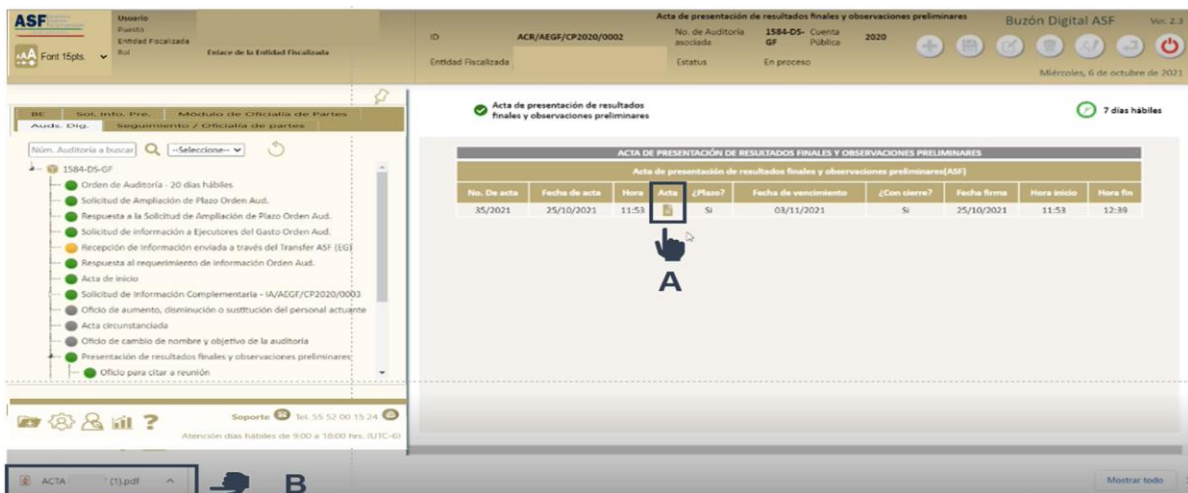 ASF
Font 15pts.
Usuario
Puesto
Entidad Fiscalizada
Rol
Enlace de la Entidad Fiscalizada
Acta de presentación de resultados finales y observaciones preliminares
ID
ACR/AEGF/CP2020/0002
No. de Auditoría asociada
1584-DS-GF
Cuenta Pública
2020
Entidad Fiscalizada
Estatus
En proceso
Buzón Digital ASF
Ver. 2.3
Miércoles, 6 de octubre de 2021
BE
Sol. Info. Pre.
Módulo de Oficialía de Partes
Auds. Dig.
Seguimiento / Oficialía de partes
Núm. Auditoría a buscar
--Seleccione--
1584-DS-GF
Orden de Auditoría - 20 días hábiles
Solicitud de Ampliación de Plazo Orden Aud.
Respuesta a la Solicitud de Ampliación de Plazo Orden Aud.
Solicitud de información a Ejecutores del Gasto Orden Aud.
Recepción de Información enviada a través del Transfer ASF (EG)
Respuesta al requerimiento de información Orden Aud.
Acta de inicio
Solicitud de Información Complementaria - IA/AEGF/CP2020/0003
Oficio de aumento, disminución o sustitución del personal actuante
Acta circunstanciada
Oficio de cambio de nombre y objetivo de la auditoría
Presentación de resultados finales y observaciones preliminares
Oficio para citar a reunión
Soporte
Tel. 55 52 00 15 24
Atención días hábiles de 9:00 a 18:00 hrs. (UTC-6)
Acta de presentación de resultados
finales y observaciones preliminares
7 días hábiles
ACTA DE PRESENTACIÓN DE RESULTADOS FINALES Y OBSERVACIONES PRELIMINARES
Acta de presentación de resultados finales y observaciones preliminares(ASF)
No. De acta Fecha de acta Hora Acta ¿Plazo? Fecha de vencimiento ¿Con cierre? Fecha firma Hora inicio Hora fin
35/2021 25/10/2021 11:53 Si 03/11/2021 Si 25/10/2021 11:53 12:39
A
ACTA (1).pdf
B
Mostrar todo